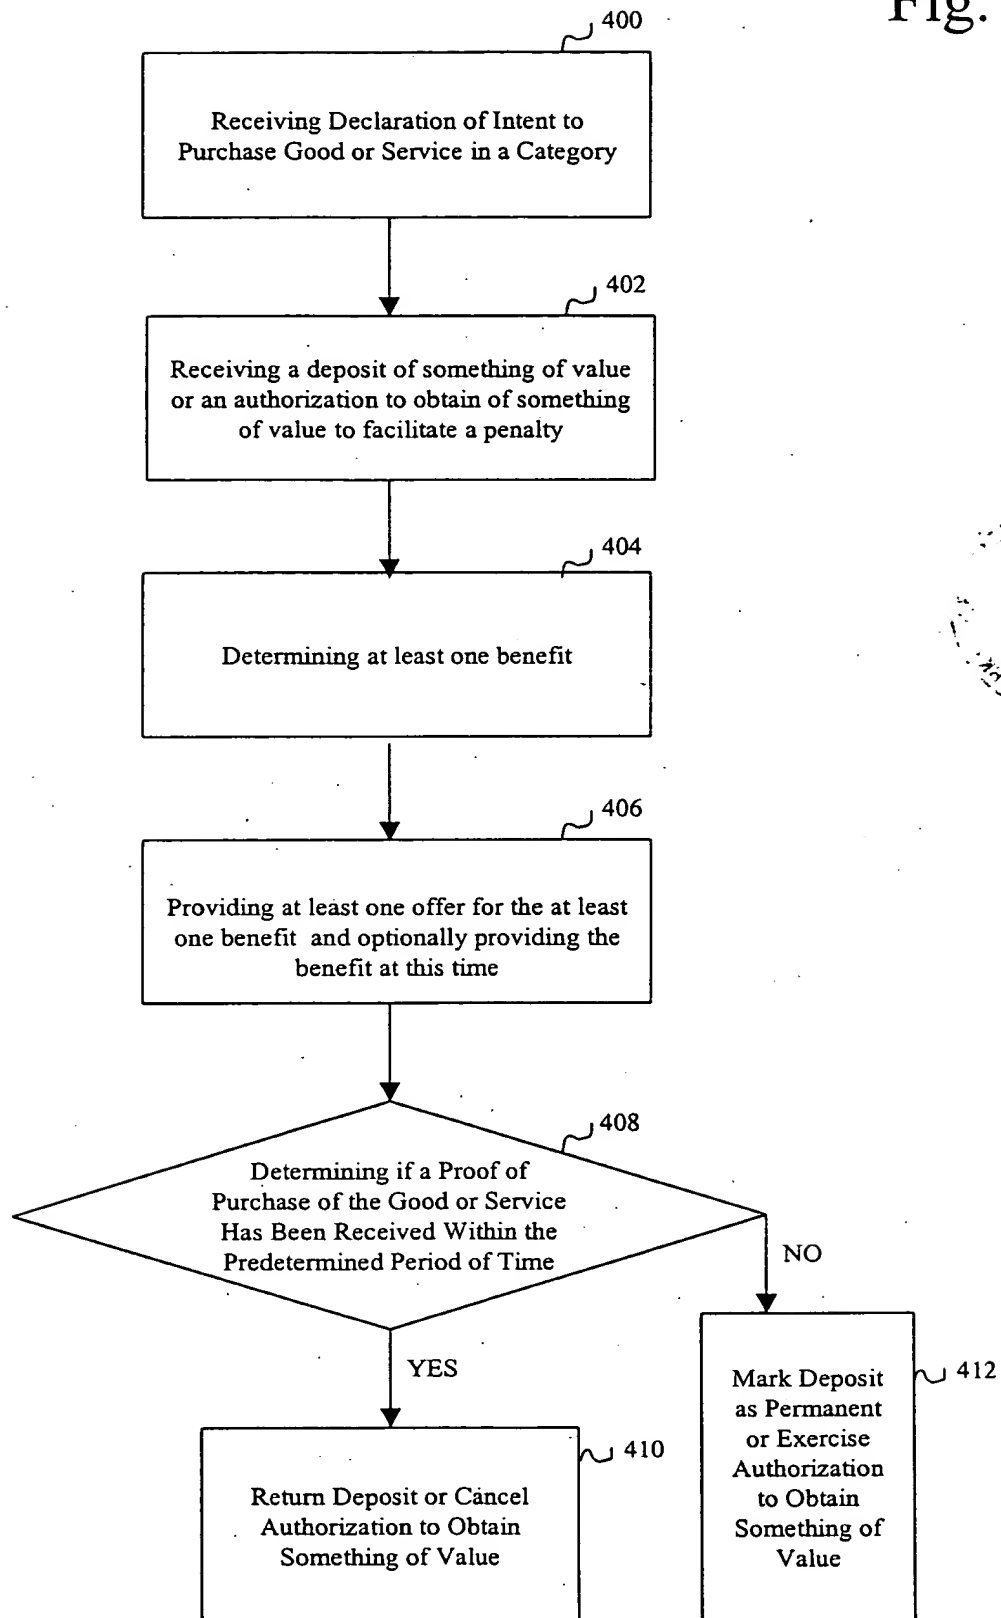 Fig.
400
Receiving Declaration of Intent to
Purchase Good or Service in a Category
402
Receiving a deposit of something of value
or an authorization to obtain of something
of value to facilitate a penalty
404
Determining at least one benefit
406
Providing at least one offer for the at least
one benefit and optionally providing the
benefit at this time
408
Determining if a Proof of
Purchase of the Good or Service
Has Been Received Within the
Predetermined Period of Time
NO
YES
412
Mark Deposit
as Permanent
or Exercise
Authorization
to Obtain
Something of
Value
410
Return Deposit or Cancel
Authorization to Obtain
Something of Value